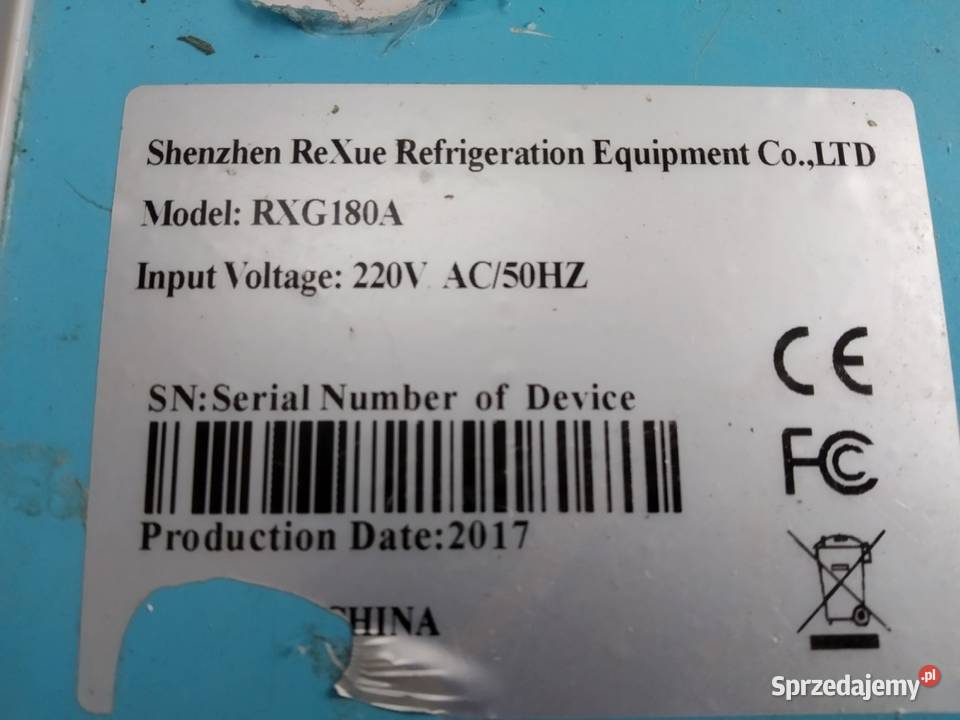 Shenzhen ReXue Refrigeration Equipment Co.,LTD
Model: RXG180A
Input Voltage: 220V AC/50HZ
SN:Serial Number of Device
Production Date:2017
CHINA
CE
FC
Sprzedajemy.pl